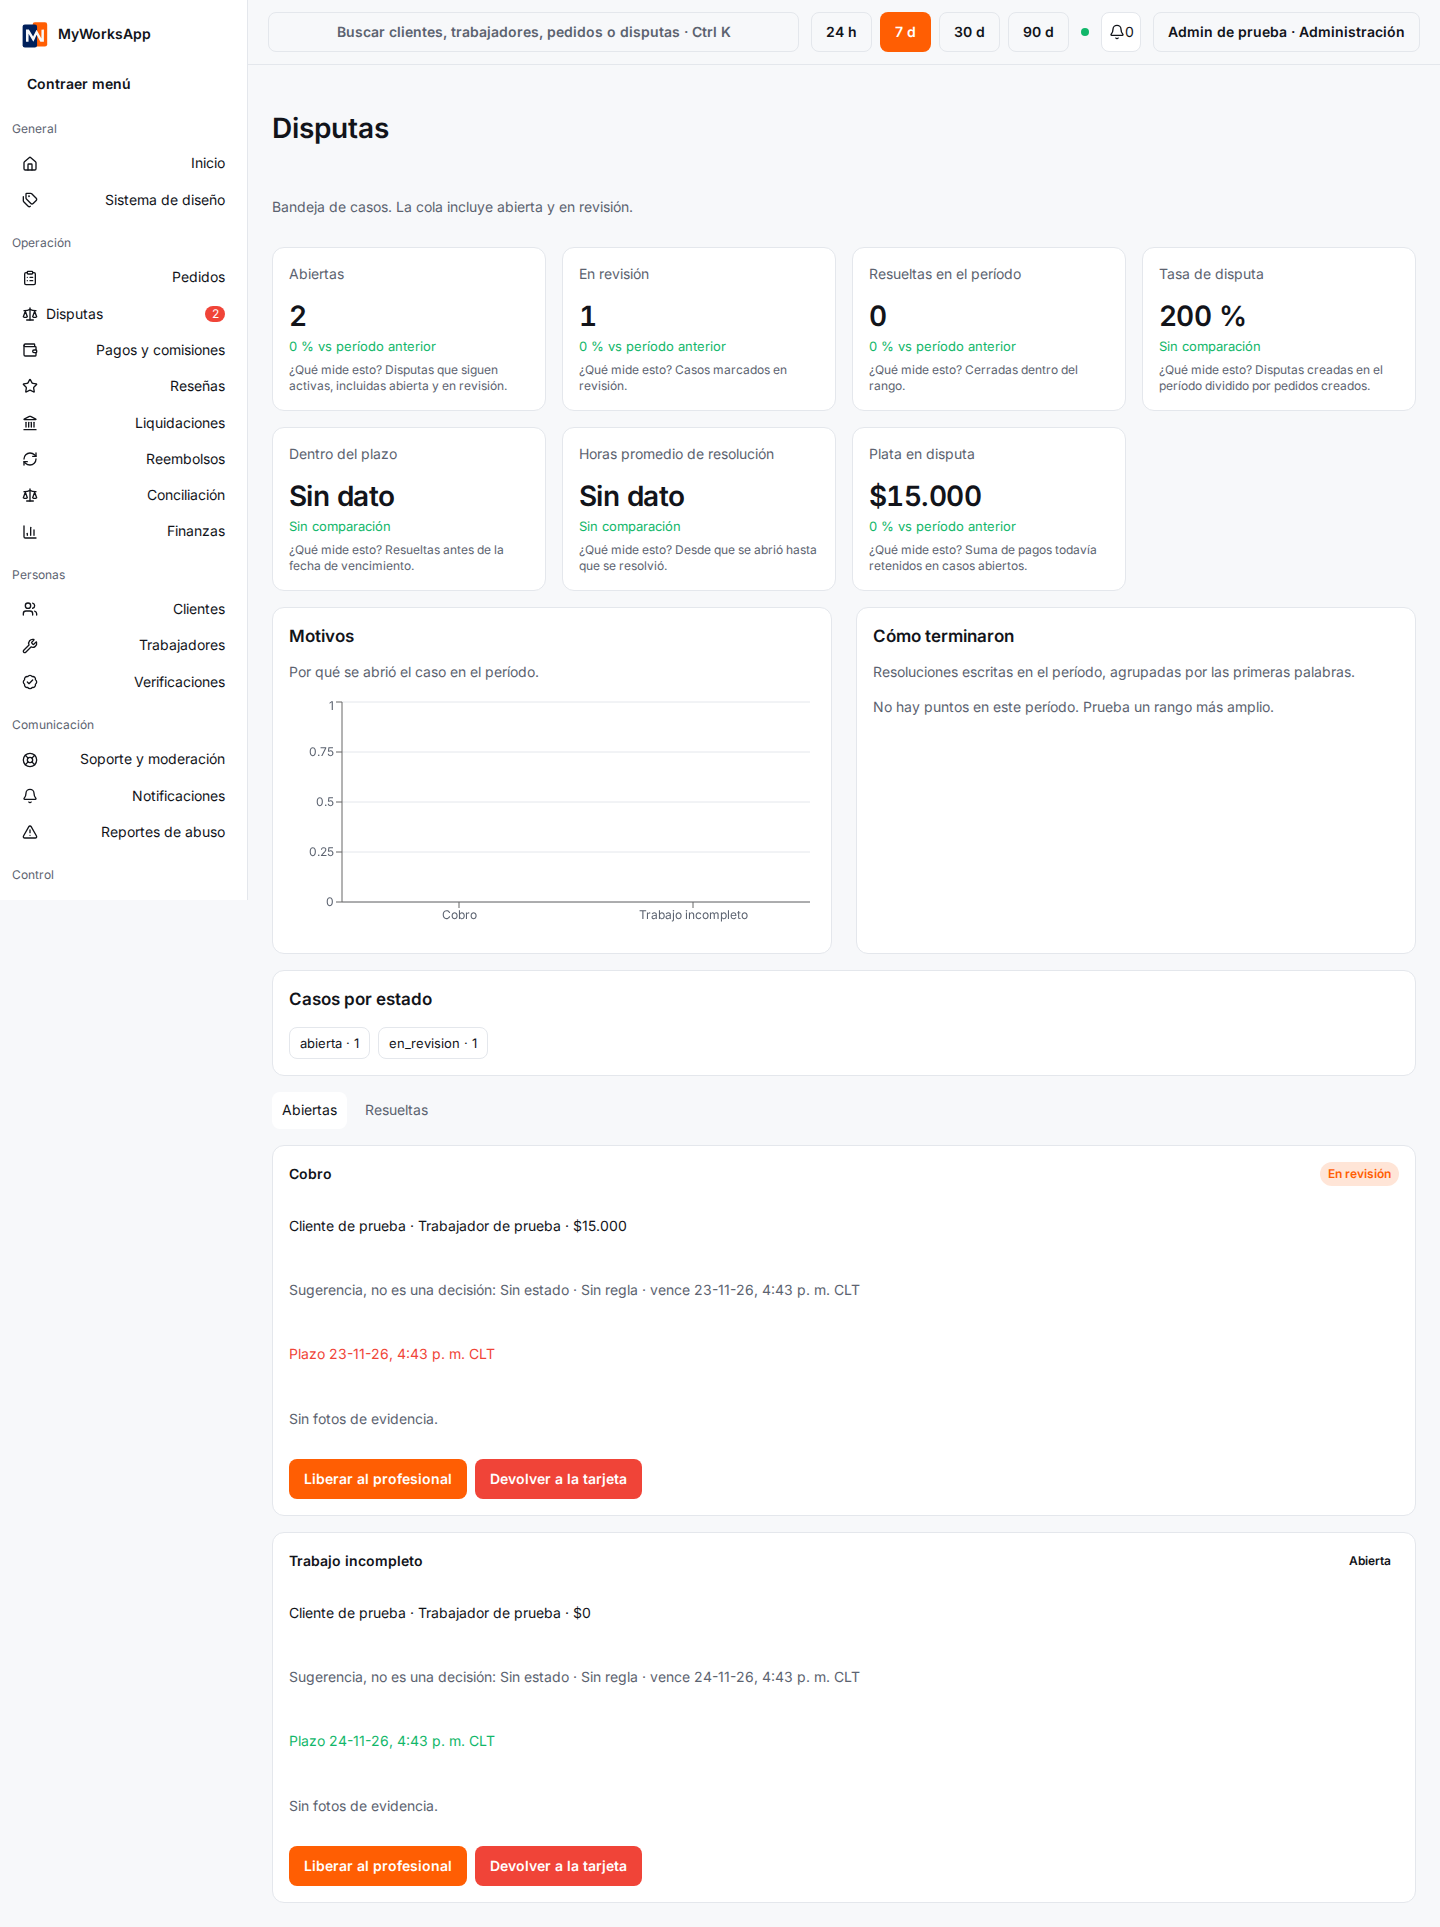 MyWorksApp
Contraer menú
General
Inicio
Sistema de diseño
Operación
Pedidos
Disputas 2
Pagos y comisiones
Reseñas
Liquidaciones
Reembolsos
Conciliación
Finanzas
Personas
Clientes
Trabajadores
Verificaciones
Comunicación
Soporte y moderación
Notificaciones
Reportes de abuso
Control
Buscar clientes, trabajadores, pedidos o disputas · Ctrl K
24 h
7 d
30 d
90 d
0
Admin de prueba · Administración
Disputas
Bandeja de casos. La cola incluye abierta y en revisión.
Abiertas
2
0 % vs período anterior
¿Qué mide esto? Disputas que siguen
activas, incluidas abierta y en revisión.
En revisión
1
0 % vs período anterior
¿Qué mide esto? Casos marcados en
revisión.
Resueltas en el período
0
0 % vs período anterior
¿Qué mide esto? Cerradas dentro del
rango.
Tasa de disputa
200 %
Sin comparación
¿Qué mide esto? Disputas creadas en el
período dividido por pedidos creados.
Dentro del plazo
Sin dato
Sin comparación
¿Qué mide esto? Resueltas antes de la
fecha de vencimiento.
Horas promedio de resolución
Sin dato
Sin comparación
¿Qué mide esto? Desde que se abrió hasta
que se resolvió.
Plata en disputa
$15.000
0 % vs período anterior
¿Qué mide esto? Suma de pagos todavía
retenidos en casos abiertos.
Motivos
Por qué se abrió el caso en el período.
1
0.75
0.5
0.25
0
Cobro
Trabajo incompleto
Cómo terminaron
Resoluciones escritas en el período, agrupadas por las primeras palabras.
No hay puntos en este período. Prueba un rango más amplio.
Casos por estado
abierta · 1
en_revision · 1
Abiertas
Resueltas
Cobro
En revisión
Cliente de prueba · Trabajador de prueba · $15.000
Sugerencia, no es una decisión: Sin estado · Sin regla · vence 23-11-26, 4:43 p. m. CLT
Plazo 23-11-26, 4:43 p. m. CLT
Sin fotos de evidencia.
Liberar al profesional
Devolver a la tarjeta
Trabajo incompleto
Abierta
Cliente de prueba · Trabajador de prueba · $0
Sugerencia, no es una decisión: Sin estado · Sin regla · vence 24-11-26, 4:43 p. m. CLT
Plazo 24-11-26, 4:43 p. m. CLT
Sin fotos de evidencia.
Liberar al profesional
Devolver a la tarjeta